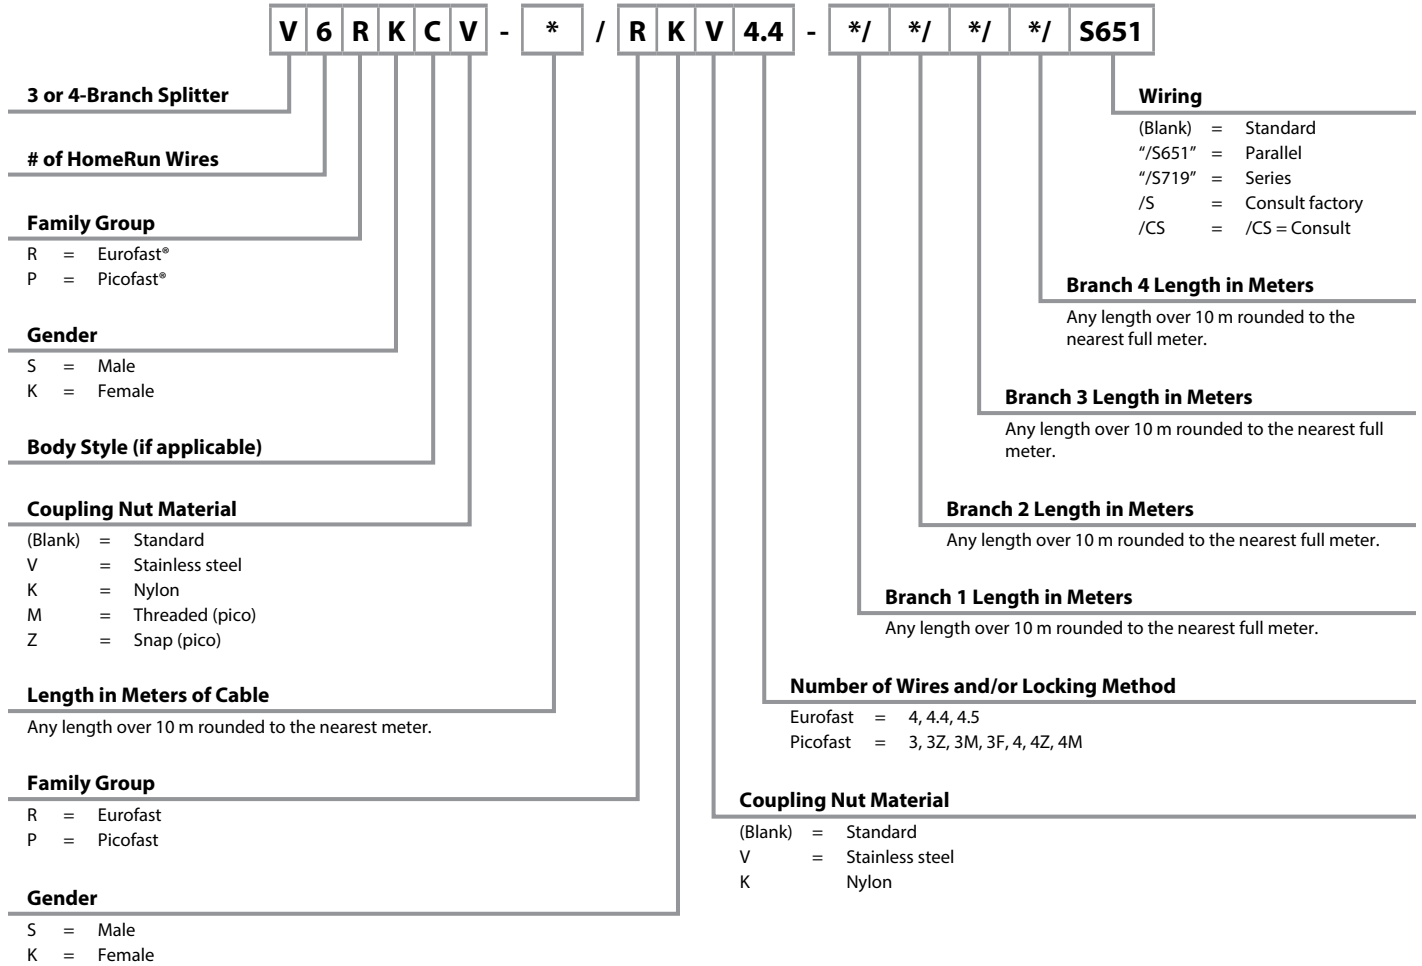 V 6 R K C V - * / R K V 4.4 - */ */ */ */ S651
3 or 4-Branch Splitter
# of HomeRun Wires
Family Group
R = Eurofast®
P = Picofast®
Gender
S = Male
K = Female
Body Style (if applicable)
Coupling Nut Material
(Blank) = Standard
V = Stainless steel
K = Nylon
M = Threaded (pico)
Z = Snap (pico)
Length in Meters of Cable
Any length over 10 m rounded to the nearest meter.
Family Group
R = Eurofast
P = Picofast
Gender
S = Male
K = Female
Wiring
(Blank) = Standard
“/S651” = Parallel
“/S719” = Series
/S = Consult factory
/CS = /CS = Consult
Branch 4 Length in Meters
Any length over 10 m rounded to the
nearest full meter.
Branch 3 Length in Meters
Any length over 10 m rounded to the nearest full
meter.
Branch 2 Length in Meters
Any length over 10 m rounded to the nearest full meter.
Branch 1 Length in Meters
Any length over 10 m rounded to the nearest full meter.
Number of Wires and/or Locking Method
Eurofast = 4, 4.4, 4.5
Picofast = 3, 3Z, 3M, 3F, 4, 4Z, 4M
Coupling Nut Material
(Blank) = Standard
V = Stainless steel
K Nylon